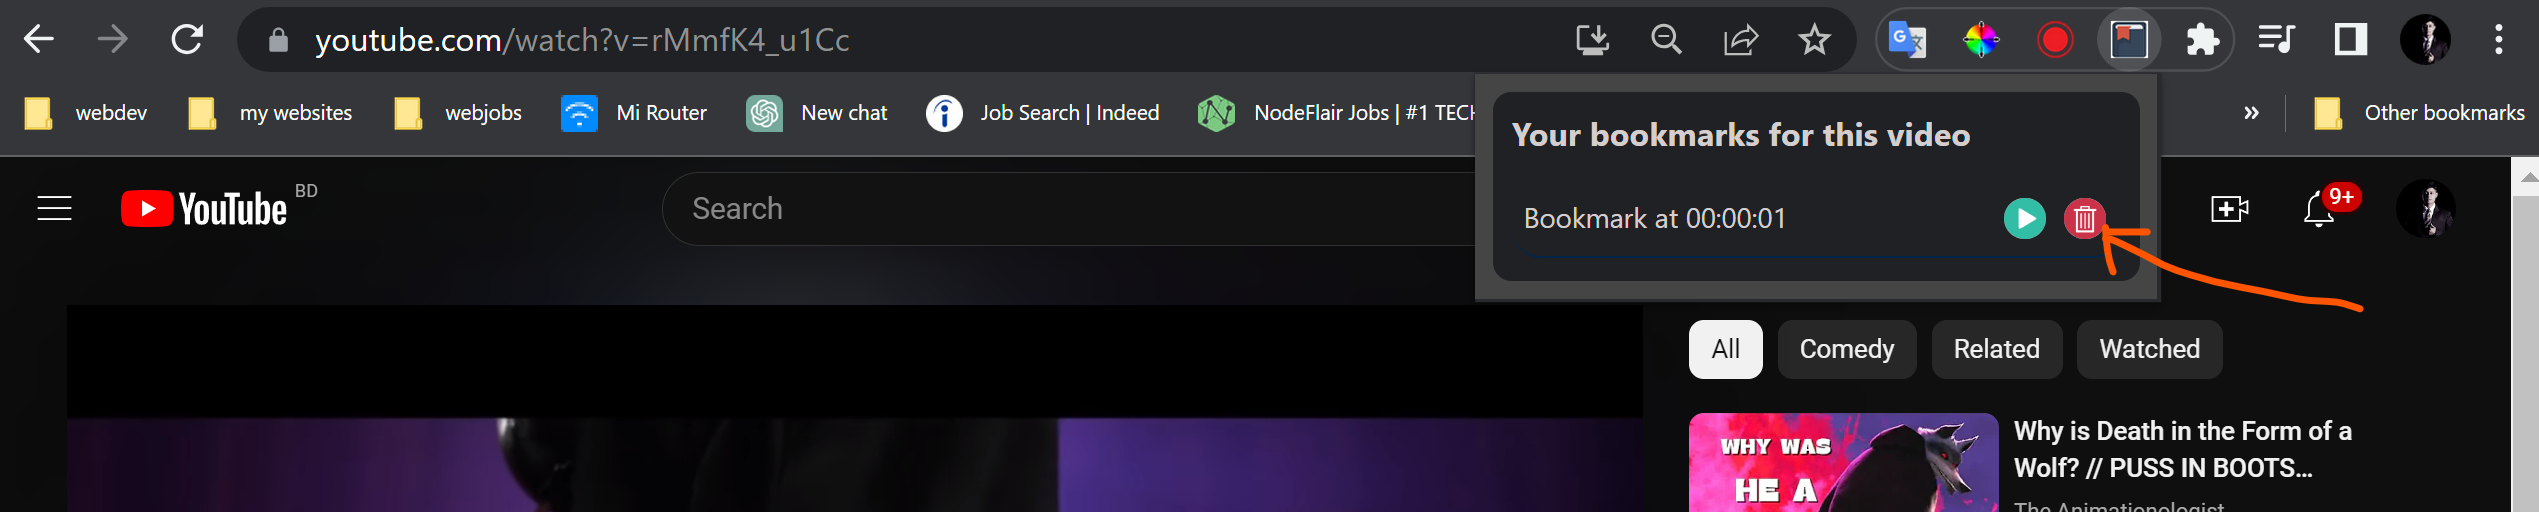 youtube.com/watch?v=rMmfK4_u1Cc
webdev my websites webjobs Mi Router New chat Job Search | Indeed NodeFlair Jobs | #1 TECH » Other bookmarks
Your bookmarks for this video
Bookmark at 00:00:01
YouTube BD
Search
9+
All Comedy Related Watched
WHY WAS
HE A
Why is Death in the Form of a
Wolf? // PUSS IN BOOTS...
The Animationologist